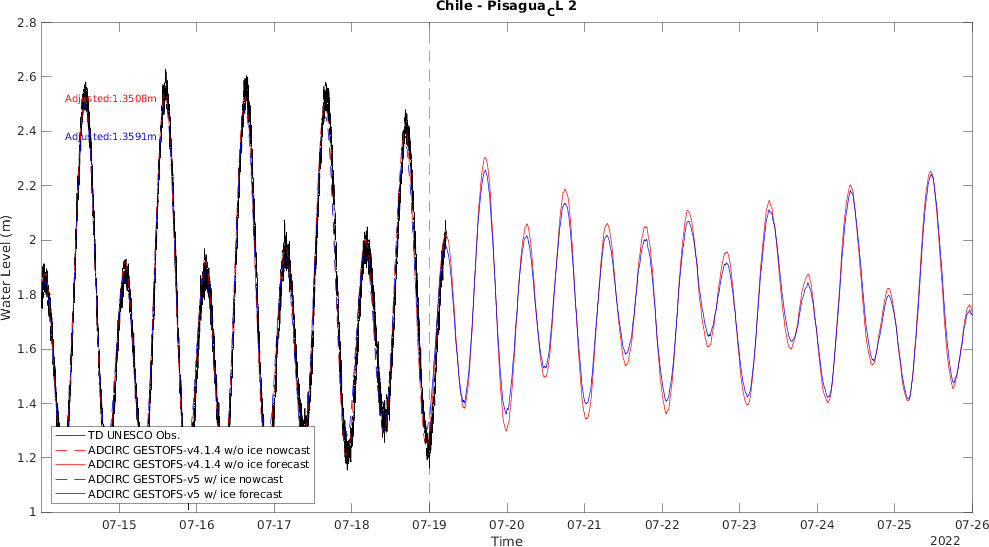 Chile - Pisagua_CL 2
2.8
2.6
2.4
2.2
2
1.8
1.6
1.4
1.2
1
Water Level (m)
Adjusted:1.3508m
Adjusted:1.3591m
TD UNESCO Obs.
ADCIRC GESTOFS-v4.1.4 w/o ice nowcast
ADCIRC GESTOFS-v4.1.4 w/o ice forecast
ADCIRC GESTOFS-v5 w/ ice nowcast
ADCIRC GESTOFS-v5 w/ ice forecast
07-15 07-16 07-17 07-18 07-19 07-20 07-21 07-22 07-23 07-24 07-25 07-26
Time
2022